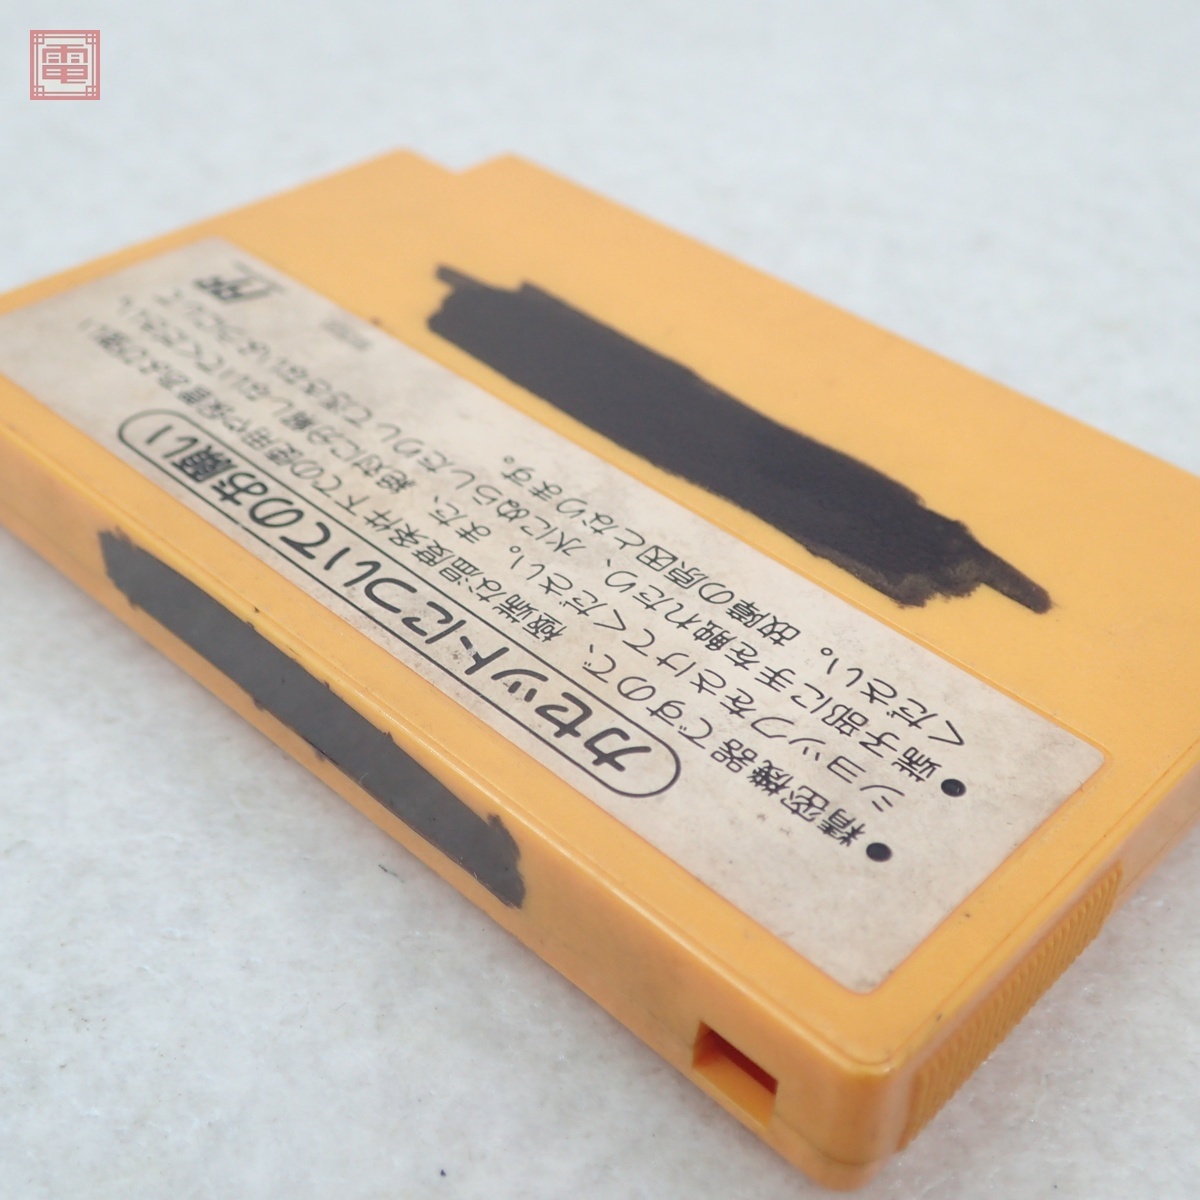 電
カセットについてのお願い
●精密機器ですので、極端な温度条件下での使用や保管および強い
ショックをさけてください。また、絶対に分解しないでください。
●端子部に手を触れたり、水にぬらしたりして汚さないようにして
ください。故障の原因となります。
FF